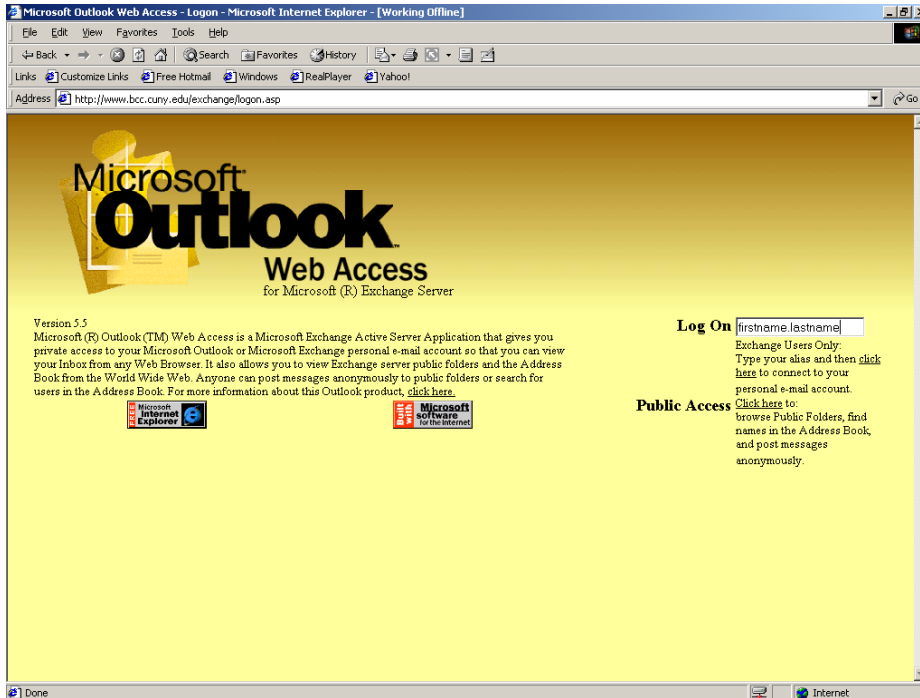 Microsoft Outlook Web Access - Logon - Microsoft Internet Explorer - [Working Offline]
File Edit View Favorites Tools Help
Back Search Favorites History
Links Customize Links Free Hotmail Windows RealPlayer Yahoo!
Address http://www.bcc.cuny.edu/exchange/logon.asp Go
Microsoft
Outlook
Web Access
for Microsoft (R) Exchange Server
Version 5.5
Microsoft (R) Outlook (TM) Web Access is a Microsoft Exchange Active Server Application that gives you
private access to your Microsoft Outlook or Microsoft Exchange personal e-mail account so that you can view
your Inbox from any Web Browser. It also allows you to view Exchange server public folders and the Address
Book from the World Wide Web. Anyone can post messages anonymously to public folders or search for
users in the Address Book. For more information about this Outlook product, click here.
FREE Microsoft Internet Explorer
Built with Microsoft software for the Internet
Log On firstname.lastname
Exchange Users Only:
Type your alias and then click
here to connect to your
personal e-mail account.
Public Access Click here to:
browse Public Folders, find
names in the Address Book,
and post messages
anonymously.
Done Internet